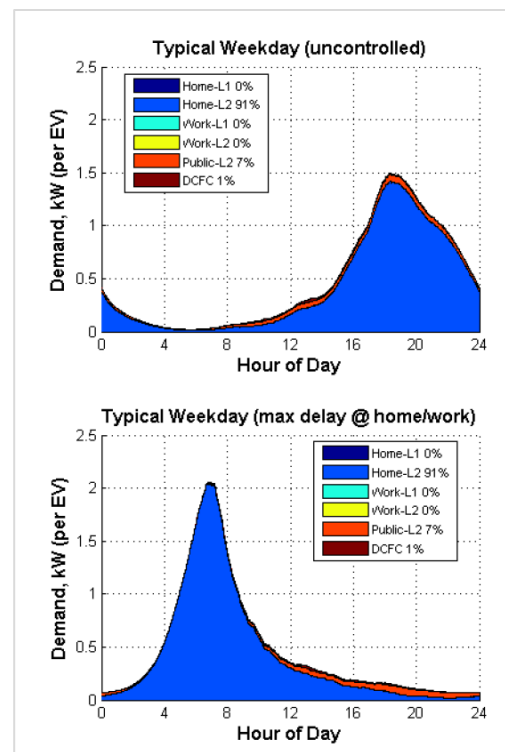 Typical Weekday (uncontrolled)
2.5
2
1.5
1
0.5
0
Demand, kW (per EV)
Home-L1 0%
Home-L2 91%
Work-L1 0%
Work-L2 0%
Public-L2 7%
DCFC 1%
0 4 8 12 16 20 24
Hour of Day
Typical Weekday (max delay @ home/work)
2.5
2
1.5
1
0.5
0
Demand, kW (per EV)
Home-L1 0%
Home-L2 91%
Work-L1 0%
Work-L2 0%
Public-L2 7%
DCFC 1%
0 4 8 12 16 20 24
Hour of Day